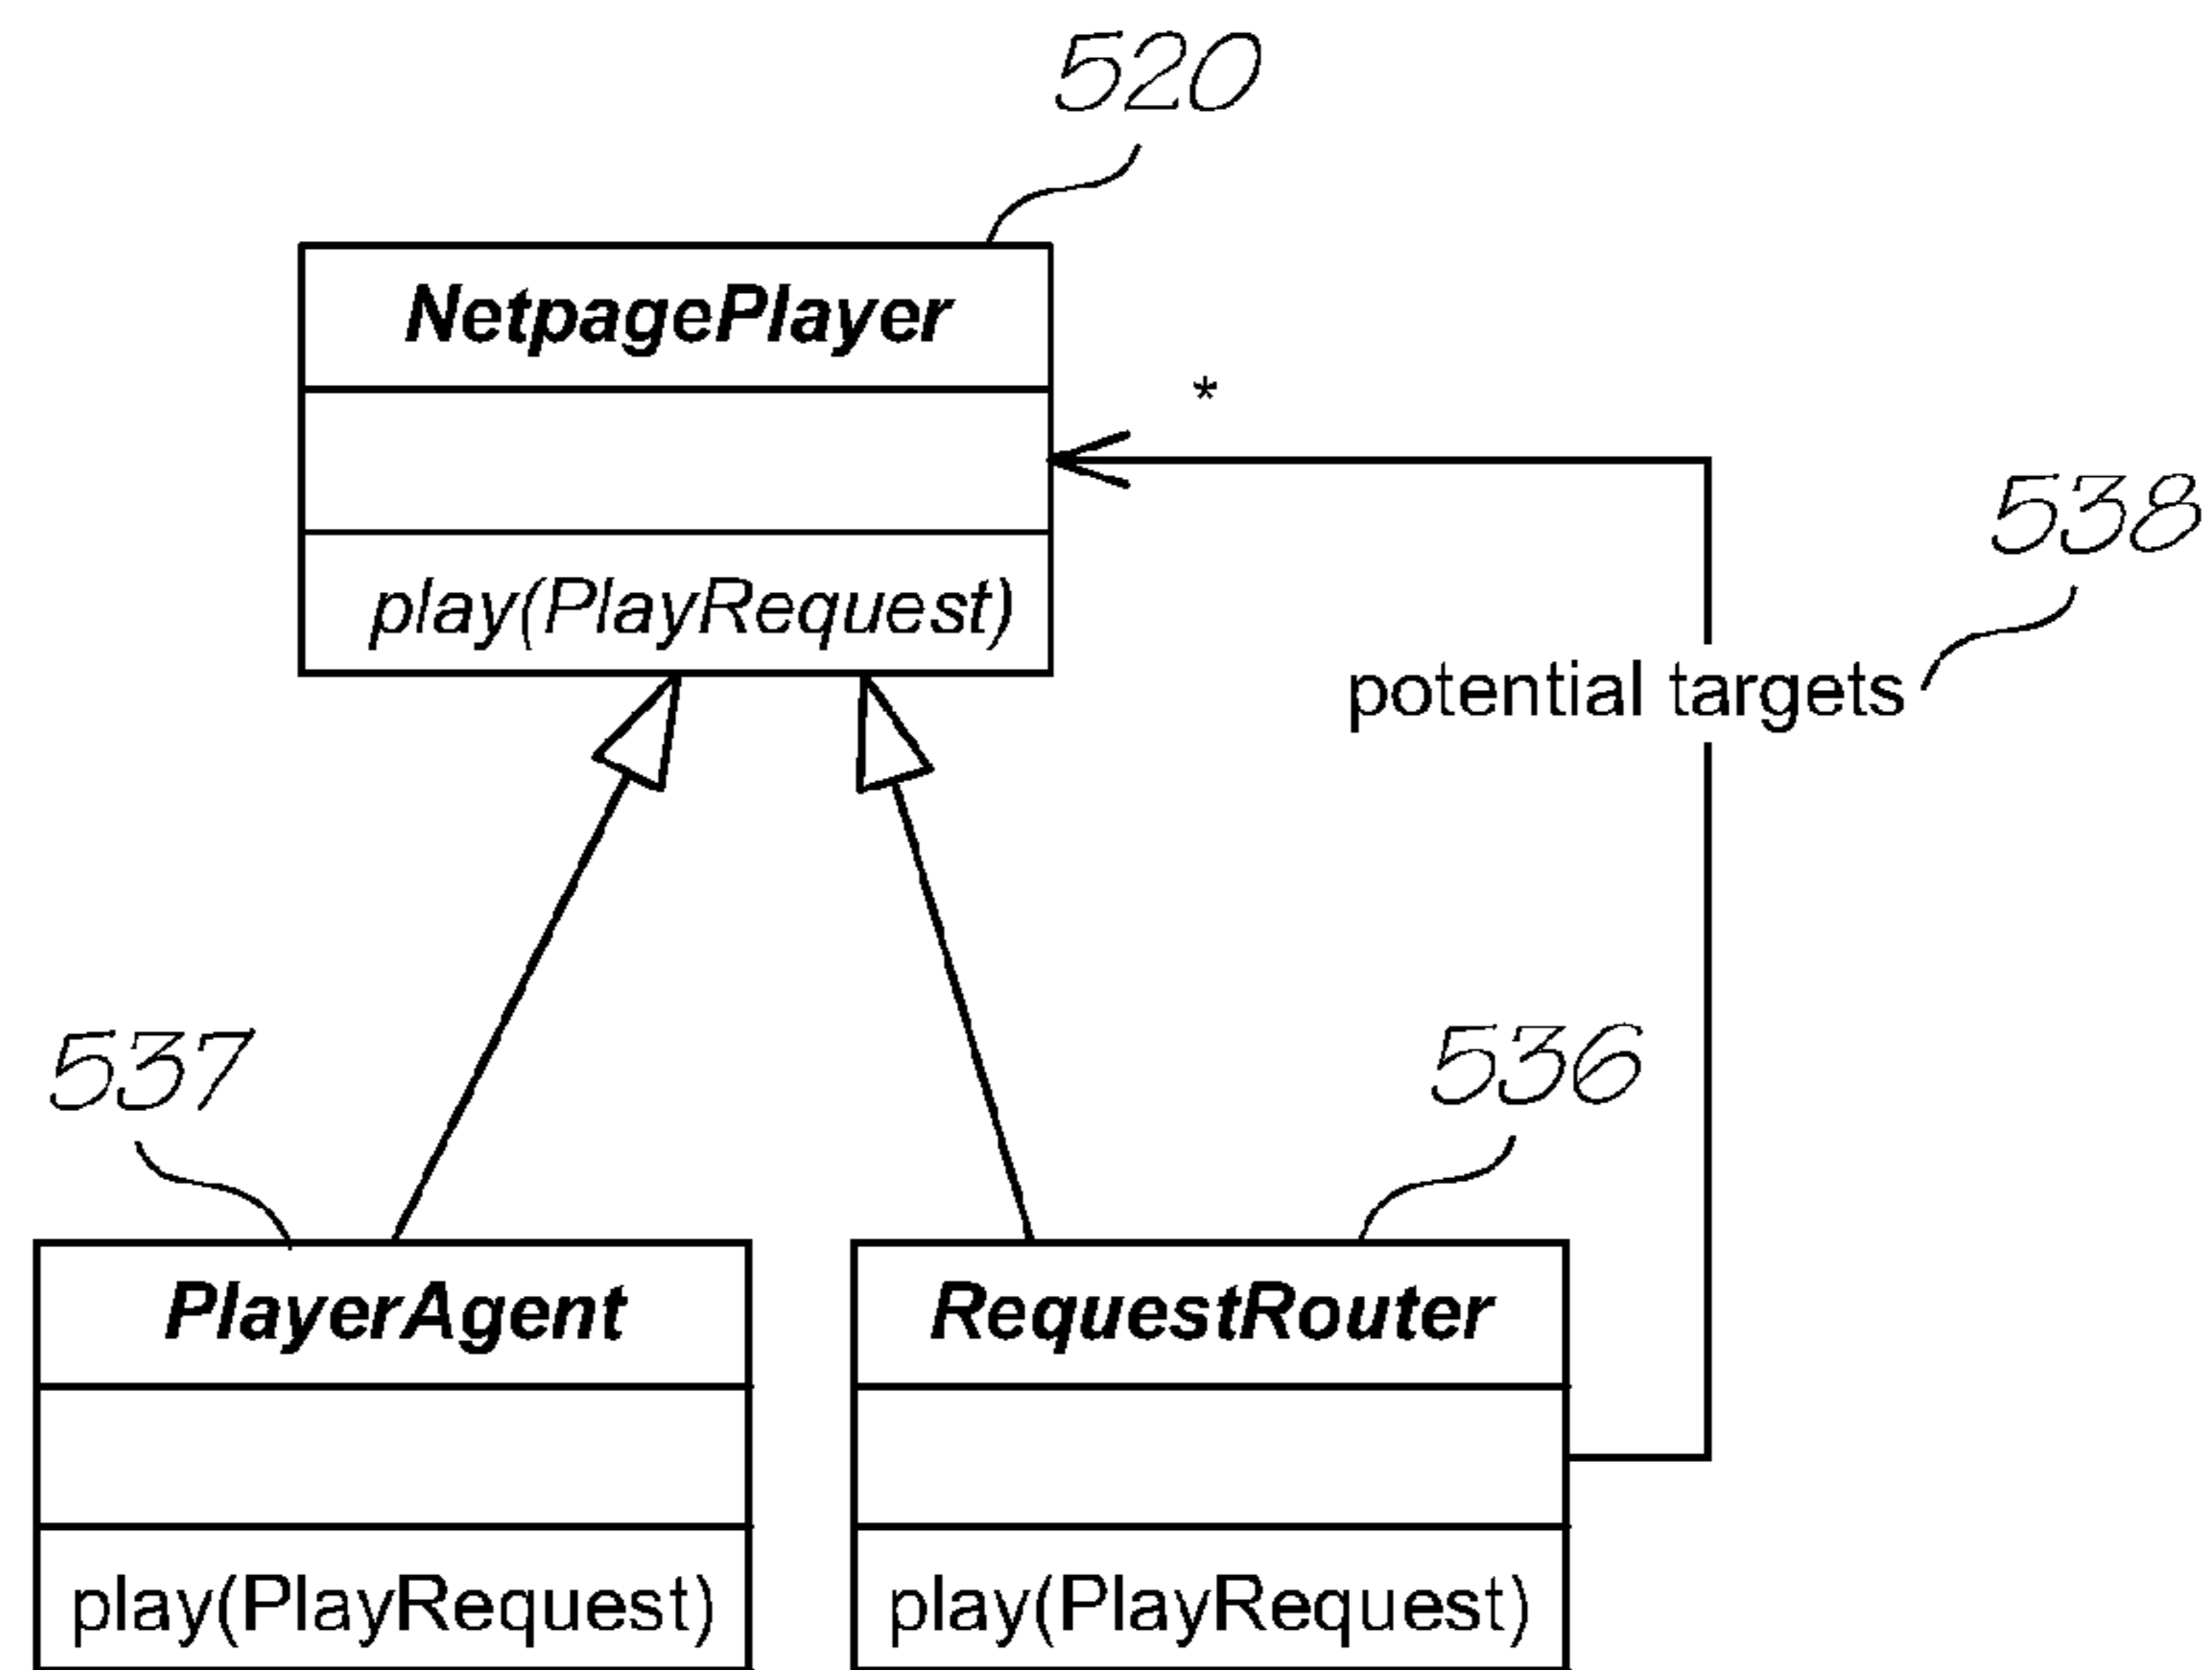 520
NetpagePlayer
*
play(PlayRequest)
538
potential targets
537
536
PlayerAgent
RequestRouter
play(PlayRequest)
play(PlayRequest)